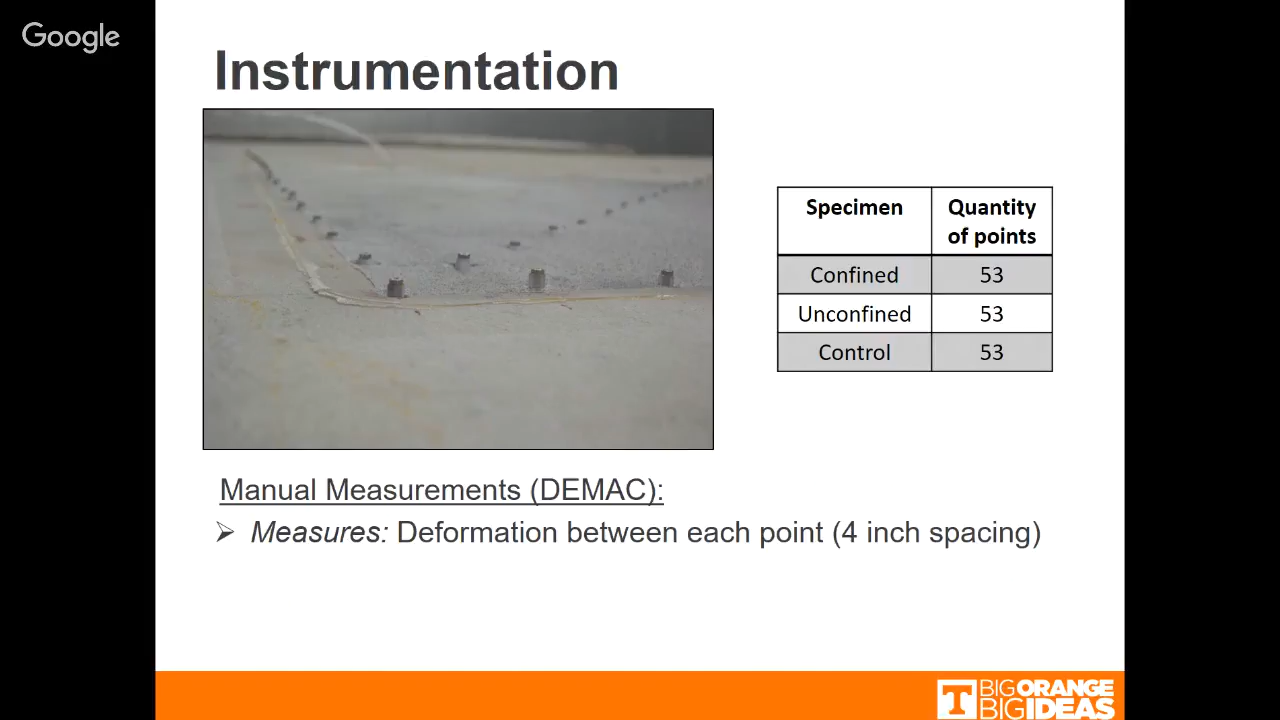 Google
Instrumentation
Specimen Quantity of points
Confined 53
Unconfined 53
Control 53
Manual Measurements (DEMAC):
➢ Measures: Deformation between each point (4 inch spacing)
T BIG ORANGE
BIG IDEAS